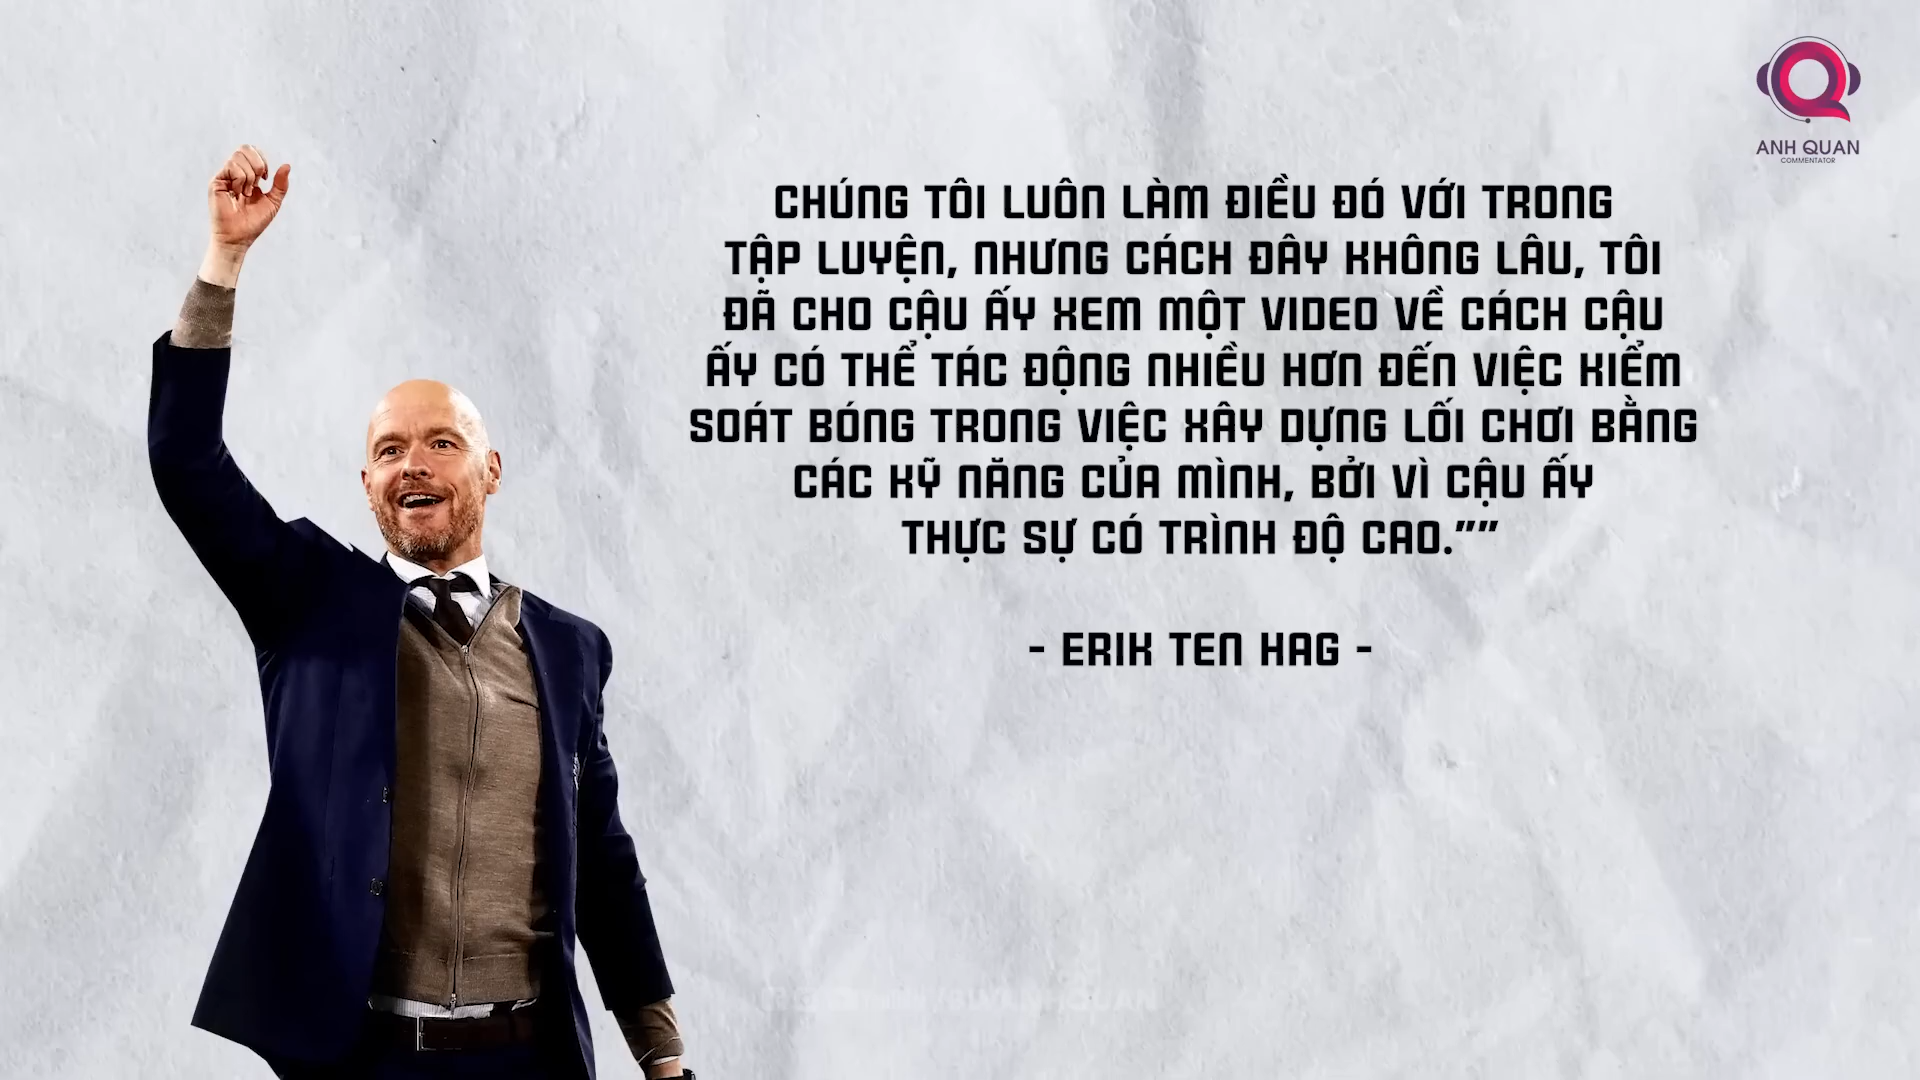 ANH QUAN
COMMENTATOR
CHÚNG TÔI LUÔN LÀM ĐIỀU ĐÓ VỚI TRONG
TẬP LUYỆN, NHƯNG CÁCH ĐÂY KHÔNG LÂU, TÔI
ĐÃ CHO CẬU ẤY XEM MỘT VIDEO VỀ CÁCH CẬU
ẤY CÓ THỂ TÁC ĐỘNG NHIỀU HƠN ĐẾN VIỆC KIỂM
SOÁT BÓNG TRONG VIỆC XÂY DỰNG LỐI CHƠI BẰNG
CÁC KỸ NĂNG CỦA MÌNH, BỞI VÌ CẬU ẤY
THỰC SỰ CÓ TRÌNH ĐỘ CAO.””
- ERIK TEN HAG -